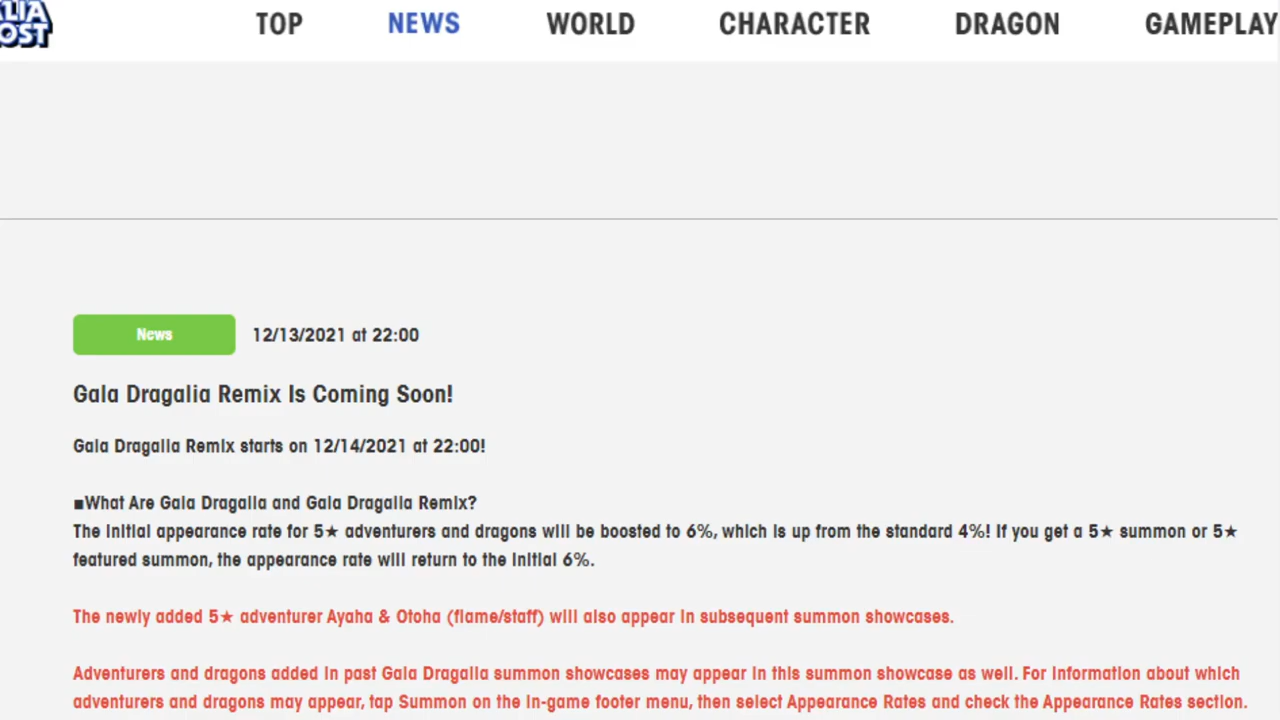 TOP NEWS WORLD CHARACTER DRAGON GAMEPLAY
News 12/13/2021 at 22:00
Gala Dragalia Remix Is Coming Soon!
Gala Dragalia Remix starts on 12/14/2021 at 22:00!
■What Are Gala Dragalia and Gala Dragalia Remix?
The initial appearance rate for 5★ adventurers and dragons will be boosted to 6%, which is up from the standard 4%! If you get a 5★ summon or 5★
featured summon, the appearance rate will return to the initial 6%.
The newly added 5★ adventurer Ayaha & Otoha (flame/staff) will also appear in subsequent summon showcases.
Adventurers and dragons added in past Gala Dragalia summon showcases may appear in this summon showcase as well. For information about which
adventurers and dragons may appear, tap Summon on the in-game footer menu, then select Appearance Rates and check the Appearance Rates section.